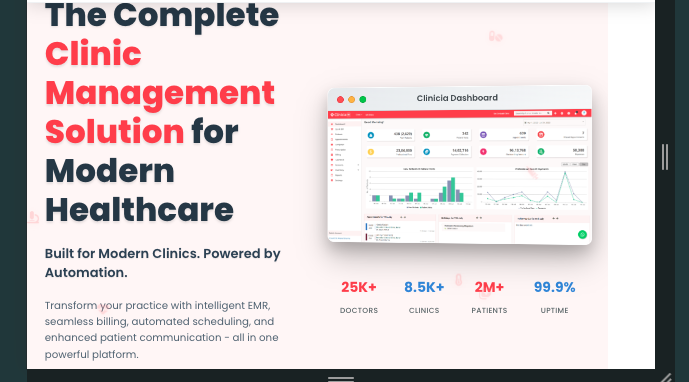 The Complete
Clinic
Management
Solution for
Modern
Healthcare
Built for Modern Clinics. Powered by
Automation.
Transform your practice with intelligent EMR,
seamless billing, automated scheduling, and
enhanced patient communication - all in one
powerful platform.
Clinicia Dashboard
25K+ 8.5K+ 2M+ 99.9%
DOCTORS CLINICS PATIENTS UPTIME